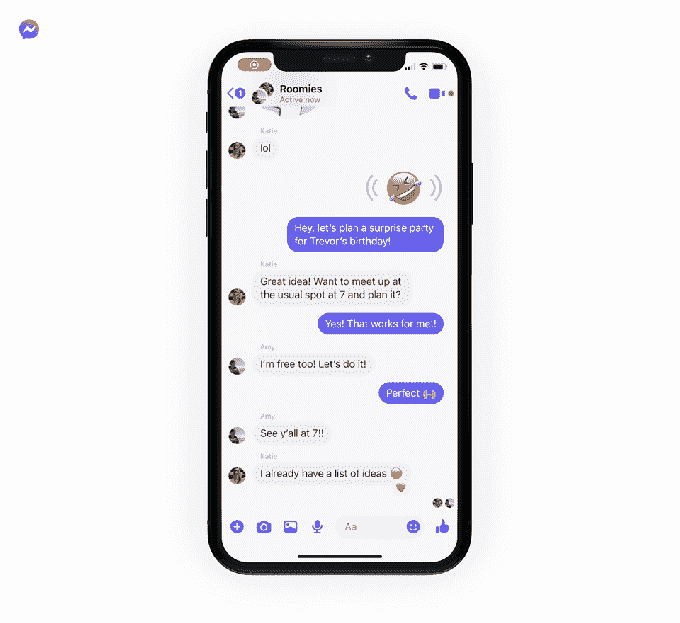 1
Roomies
Active now
Katie
lol
Hey, let's plan a surprise party
for Trevor's birthday!
Katie
Great idea! Want to meet up at
the usual spot at 7 and plan it?
Yes! That works for me!!
Amy
I'm free too! Let's do it!
Perfect
Amy
See y'all at 7!!
Katie
I already have a list of ideas
Aa